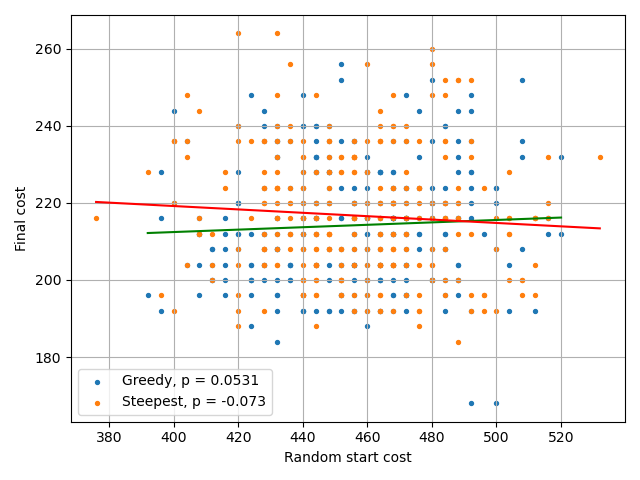 Final cost
260
240
220
200
180
Greedy, p = 0.0531
Steepest, p = -0.073
380 400 420 440 460 480 500 520
Random start cost